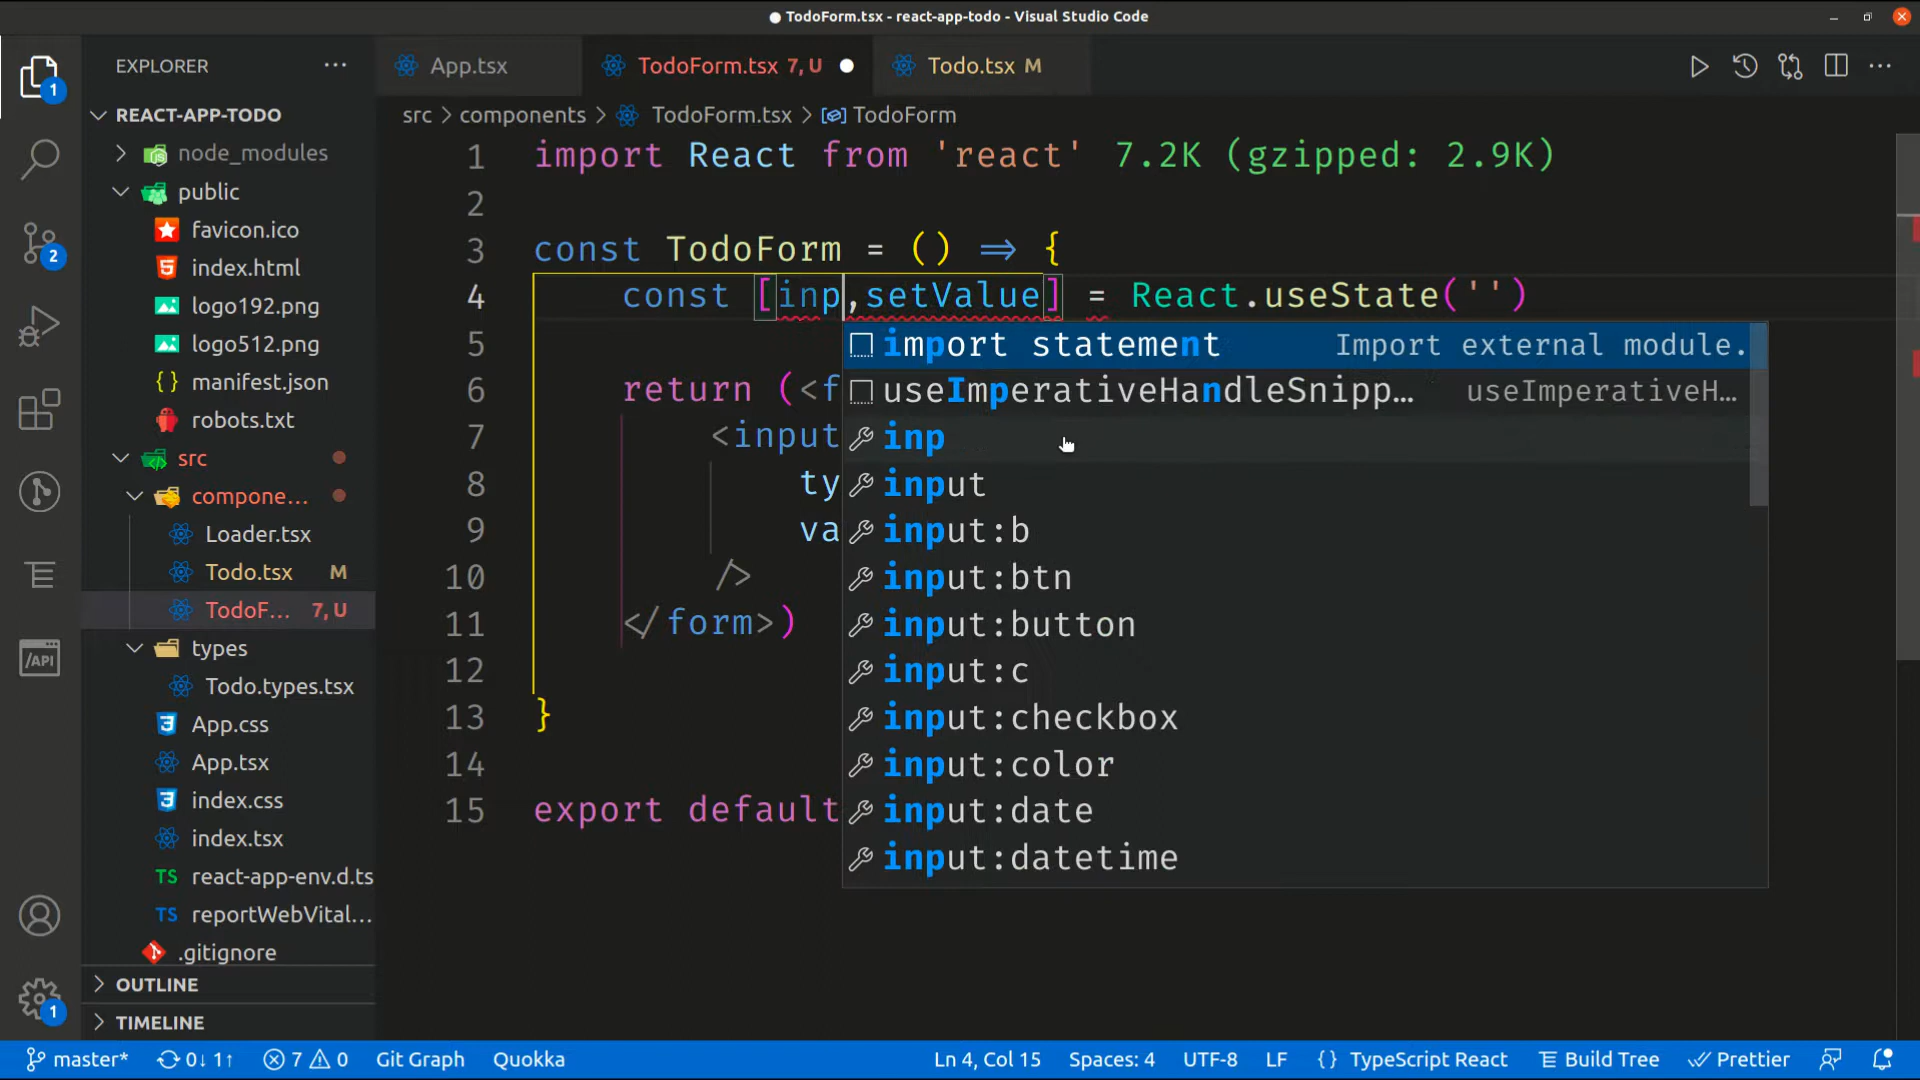 TodoForm.tsx - react-app-todo - Visual Studio Code
EXPLORER
App.tsx
TodoForm.tsx 7, U
Todo.tsx M
src > components > TodoForm.tsx > TodoForm
REACT-APP-TODO
node_modules
public
favicon.ico
index.html
logo192.png
logo512.png
manifest.json
robots.txt
src
compone...
Loader.tsx
Todo.tsx M
TodoF... 7, U
types
Todo.types.tsx
App.css
App.tsx
index.css
index.tsx
react-app-env.d.ts
reportWebVital...
.gitignore
OUTLINE
TIMELINE
1
2
/API
1
1 import React from 'react' 7.2K (gzipped: 2.9K)
2
3 const TodoForm = () => {
4 const [inp,setValue] = React.useState('')
5
6 return (<f
7 <input
8 ty
9 va
10 />
11 </form>)
12
13 }
14
15 export default
import statement Import external module.
useImperativeHandleSnipp... useImperativeH...
inp
input
input:b
input:btn
input:button
input:c
input:checkbox
input:color
input:date
input:datetime
master* 0↓ 1↑ 7 0 Git Graph Quokka Ln 4, Col 15 Spaces: 4 UTF-8 LF {} TypeScript React Build Tree Prettier